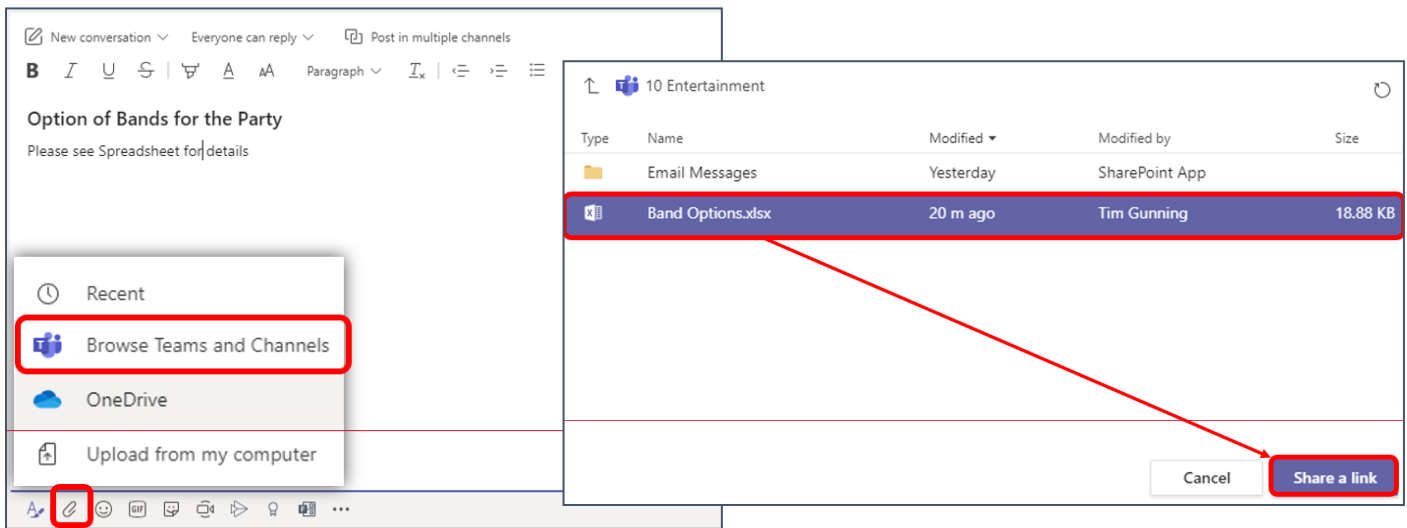 New conversation Everyone can reply Post in multiple channels
B I U S A AA Paragraph Tx
Option of Bands for the Party
Please see Spreadsheet for details
Recent
Browse Teams and Channels
OneDrive
Upload from my computer
GIF
10 Entertainment
Type Name Modified Modified by Size
Email Messages Yesterday SharePoint App
Band Options.xlsx 20 m ago Tim Gunning 18.88 KB
Cancel Share a link